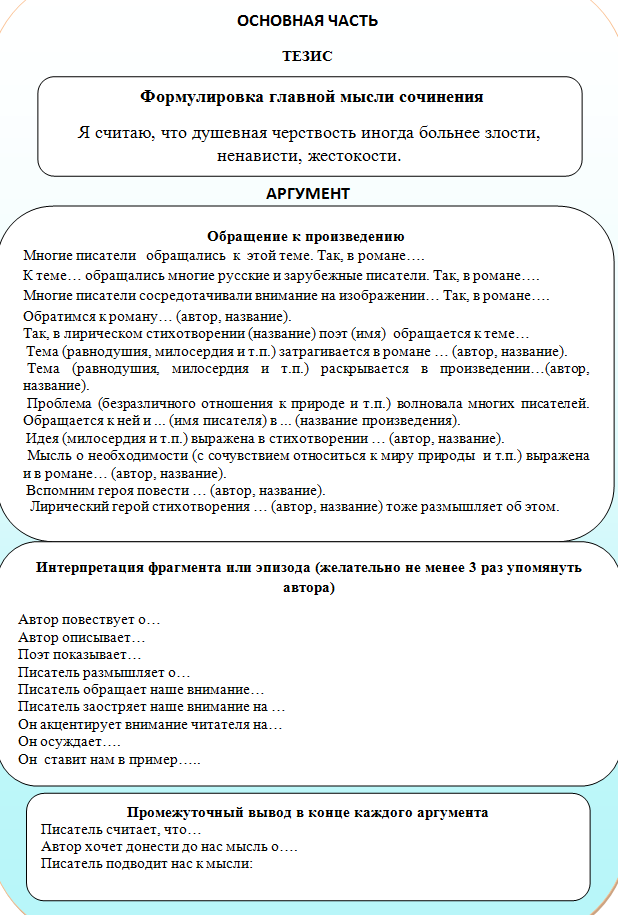 ОСНОВНАЯ ЧАСТЬ
ТЕЗИС
Формулировка главной мысли сочинения
Я считаю, что душевная черствость иногда больнее злости,
ненависти, жестокости.
АРГУМЕНТ
Обращение к произведению
Многие писатели обращались к этой теме. Так, в романе….
К теме… обращались многие русские и зарубежные писатели. Так, в романе….
Многие писатели сосредотачивали внимание на изображении… Так, в романе….
Обратимся к роману… (автор, название).
Так, в лирическом стихотворении (название) поэт (имя) обращается к теме…
Тема (равнодушия, милосердия и т.п.) затрагивается в романе … (автор, название).
Тема (равнодушия, милосердия и т.п.) раскрывается в произведении…(автор,
название).
Проблема (безразличного отношения к природе и т.п.) волновала многих писателей.
Обращается к ней и ... (имя писателя) в ... (название произведения).
Идея (милосердия и т.п.) выражена в стихотворении … (автор, название).
Мысль о необходимости (с сочувствием относиться к миру природы и т.п.) выражена
и в романе… (автор, название).
Вспомним героя повести … (автор, название).
Лирический герой стихотворения … (автор, название) тоже размышляет об этом.
Интерпретация фрагмента или эпизода (желательно не менее 3 раз упомянуть
автора)
Автор повествует о…
Автор описывает…
Поэт показывает…
Писатель размышляет о…
Писатель обращает наше внимание…
Писатель заостряет наше внимание на …
Он акцентирует внимание читателя на…
Он осуждает….
Он ставит нам в пример…..
Промежуточный вывод в конце каждого аргумента
Писатель считает, что…
Автор хочет донести до нас мысль о….
Писатель подводит нас к мысли: